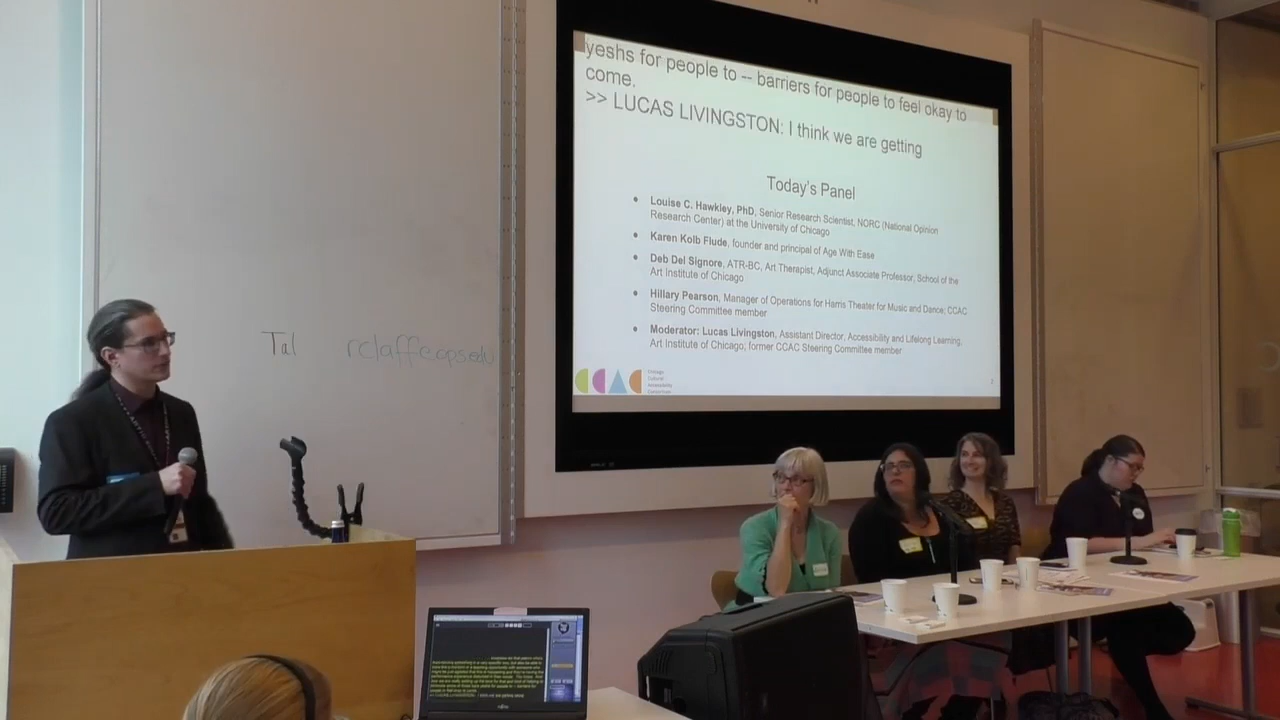 yeshs for people to -- barriers for people to feel okay to
come.
>> LUCAS LIVINGSTON: I think we are getting
Today's Panel
• Louise C. Hawkley, PhD, Senior Research Scientist, NORC (National Opinion
Research Center) at the University of Chicago
• Karen Kolb Flude, founder and principal of Age With Ease
• Deb Del Signore, ATR-BC, Art Therapist, Adjunct Associate Professor, School of the
Art Institute of Chicago
• Hillary Pearson, Manager of Operations for Harris Theater for Music and Dance; CCAC
Steering Committee member
• Moderator: Lucas Livingston, Assistant Director, Accessibility and Lifelong Learning,
Art Institute of Chicago; former CCAC Steering Committee member
CCAC
Chicago
Cultural
Accessibility
Consortium
Tal